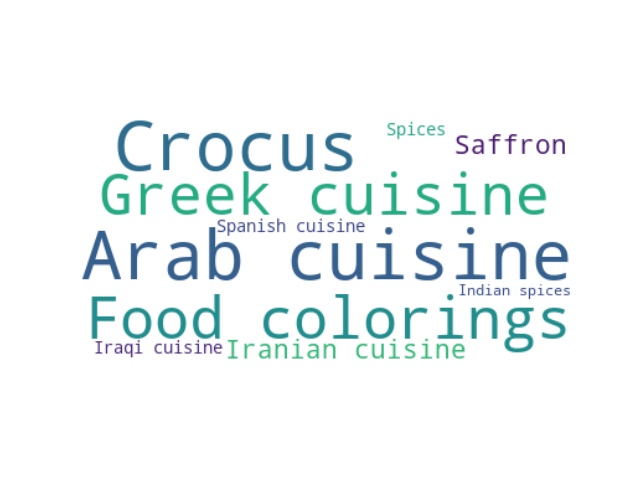 Crocus
Spices
Saffron
Greek cuisine
Spanish cuisine
Arab cuisine
Indian spices
Food colorings
Iraqi cuisine
Iranian cuisine